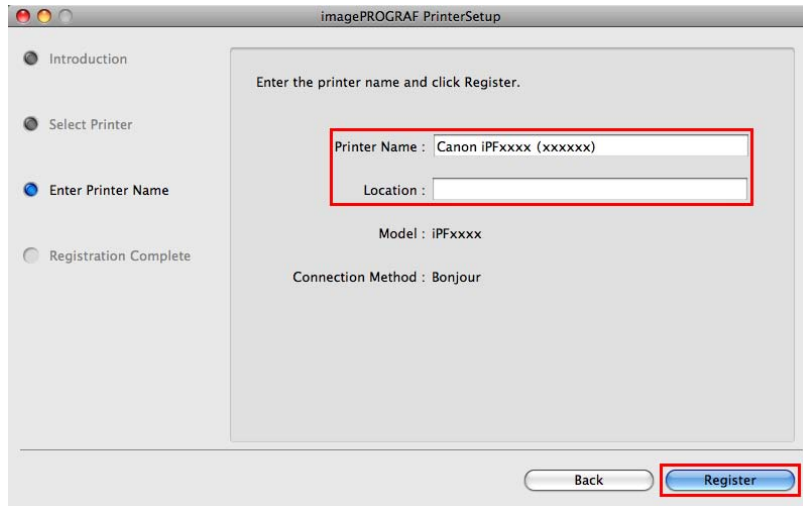 imagePROGRAF PrinterSetup
Introduction
Select Printer
Enter Printer Name
Registration Complete
Enter the printer name and click Register.
Printer Name : Canon iPFxxxx (xxxxxx)
Location :
Model : iPFxxxx
Connection Method : Bonjour
Back
Register